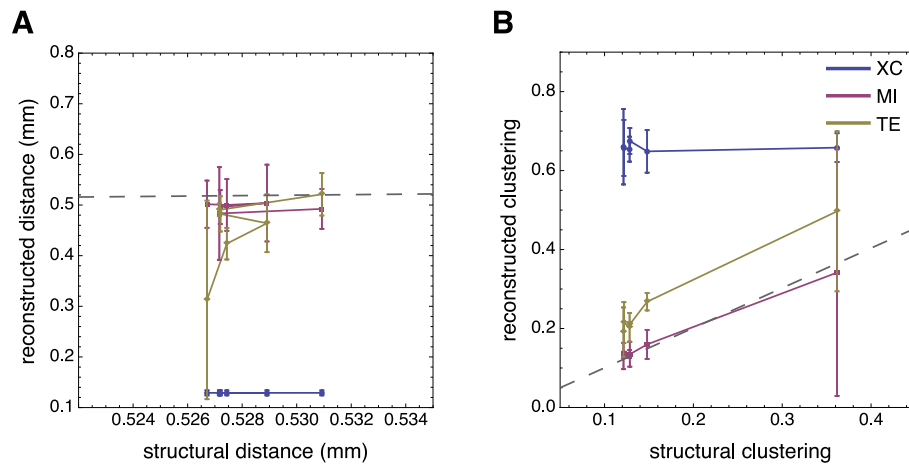 A
0.8
0.7
0.6
0.5
0.4
0.3
0.2
0.1
0.524
0.526
0.528
0.530
0.532
0.534
reconstructed distance (mm)
structural distance (mm)
B
0.8
0.6
0.4
0.2
0.0
0.1
0.2
0.3
0.4
reconstructed clustering
structural clustering
XC
MI
TE